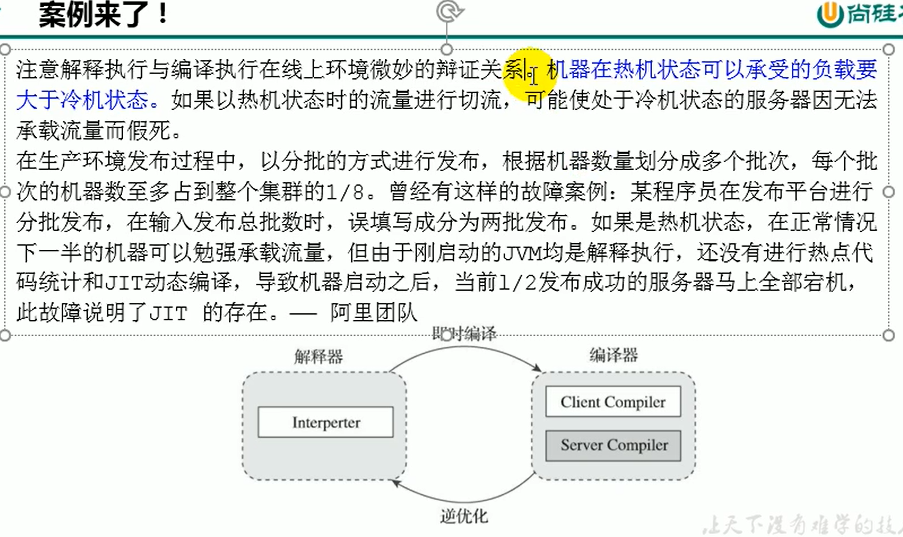 案例来了！
尚硅
注意解释执行与编译执行在线上环境微妙的辩证关系。机器在热机状态可以承受的负载要
大于冷机状态。如果以热机状态时的流量进行切流，可能使处于冷机状态的服务器因无法
承载流量而假死。
在生产环境发布过程中，以分批的方式进行发布，根据机器数量划分成多个批次，每个批
次的机器数至多占到整个集群的1/8。曾经有这样的故障案例：某程序员在发布平台进行
分批发布，在输入发布总批数时，误填写成分为两批发布。如果是热机状态，在正常情况
下一半的机器可以勉强承载流量，但由于刚启动的JVM均是解释执行，还没有进行热点代
码统计和JIT动态编译，导致机器启动之后，当前1/2发布成功的服务器马上全部宕机，
此故障说明了JIT 的存在。—— 阿里团队
即时编译
解释器
编译器
Interperter
Client Compiler
Server Compiler
逆优化
让天下没有难学的技